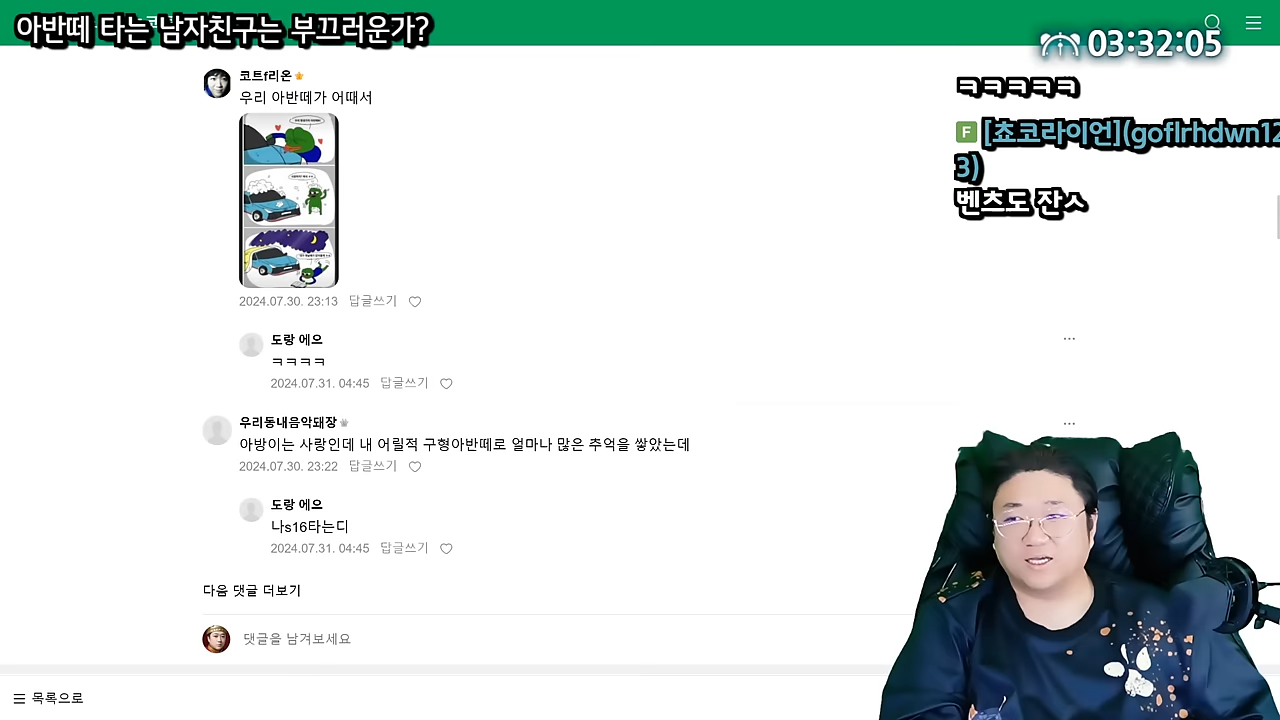 아반떼 타는 남자친구는 부끄러운가?
03:32:05
ㅋㅋㅋㅋㅋ
F [쵸코라이언](goflrhdwn12
3)
벤츠도 잔ㅅ
코트f리온
우리 아반떼가 어때서
2024.07.30. 23:13 답글쓰기
도랑 에으
ㅋㅋㅋㅋ
2024.07.31. 04:45 답글쓰기
우리동내음악돼장
아방이는 사랑인데 내 어릴적 구형아반떼로 얼마나 많은 추억을 쌓았는데
2024.07.30. 23:22 답글쓰기
도랑 에으
나s16타는디
2024.07.31. 04:45 답글쓰기
다음 댓글 더보기
댓글을 남겨보세요
목록으로